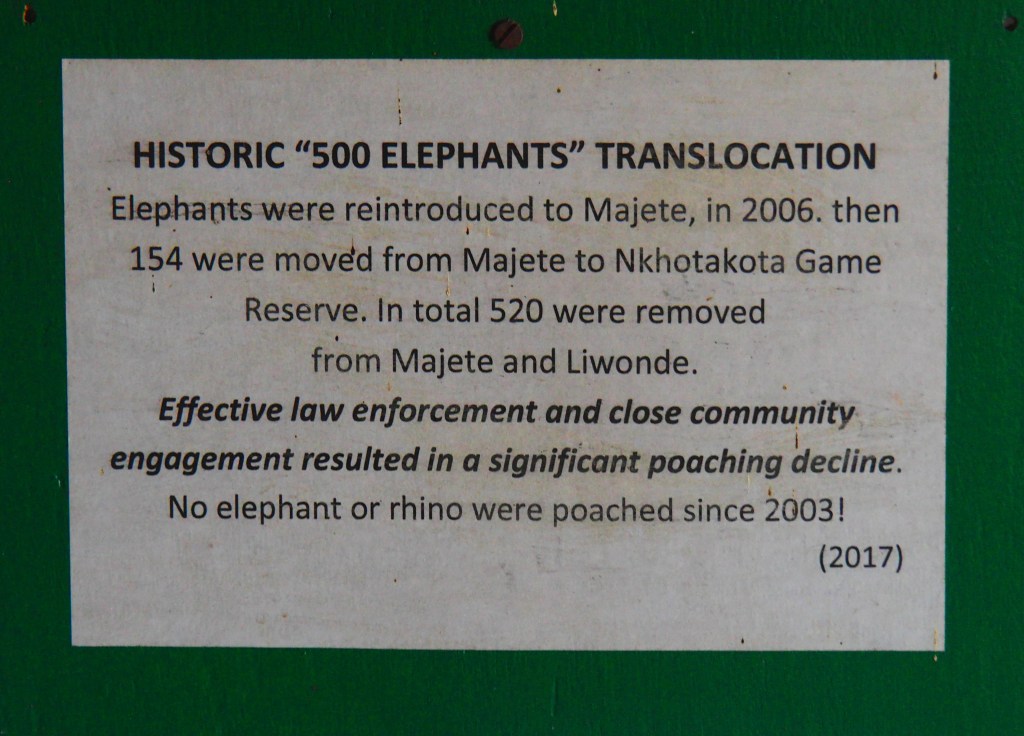 HISTORIC “500 ELEPHANTS” TRANSLOCATION
Elephants were reintroduced to Majete, in 2006. then
154 were moved from Majete to Nkhotakota Game
Reserve. In total 520 were removed
from Majete and Liwonde.
Effective law enforcement and close community
engagement resulted in a significant poaching decline.
No elephant or rhino were poached since 2003!
(2017)